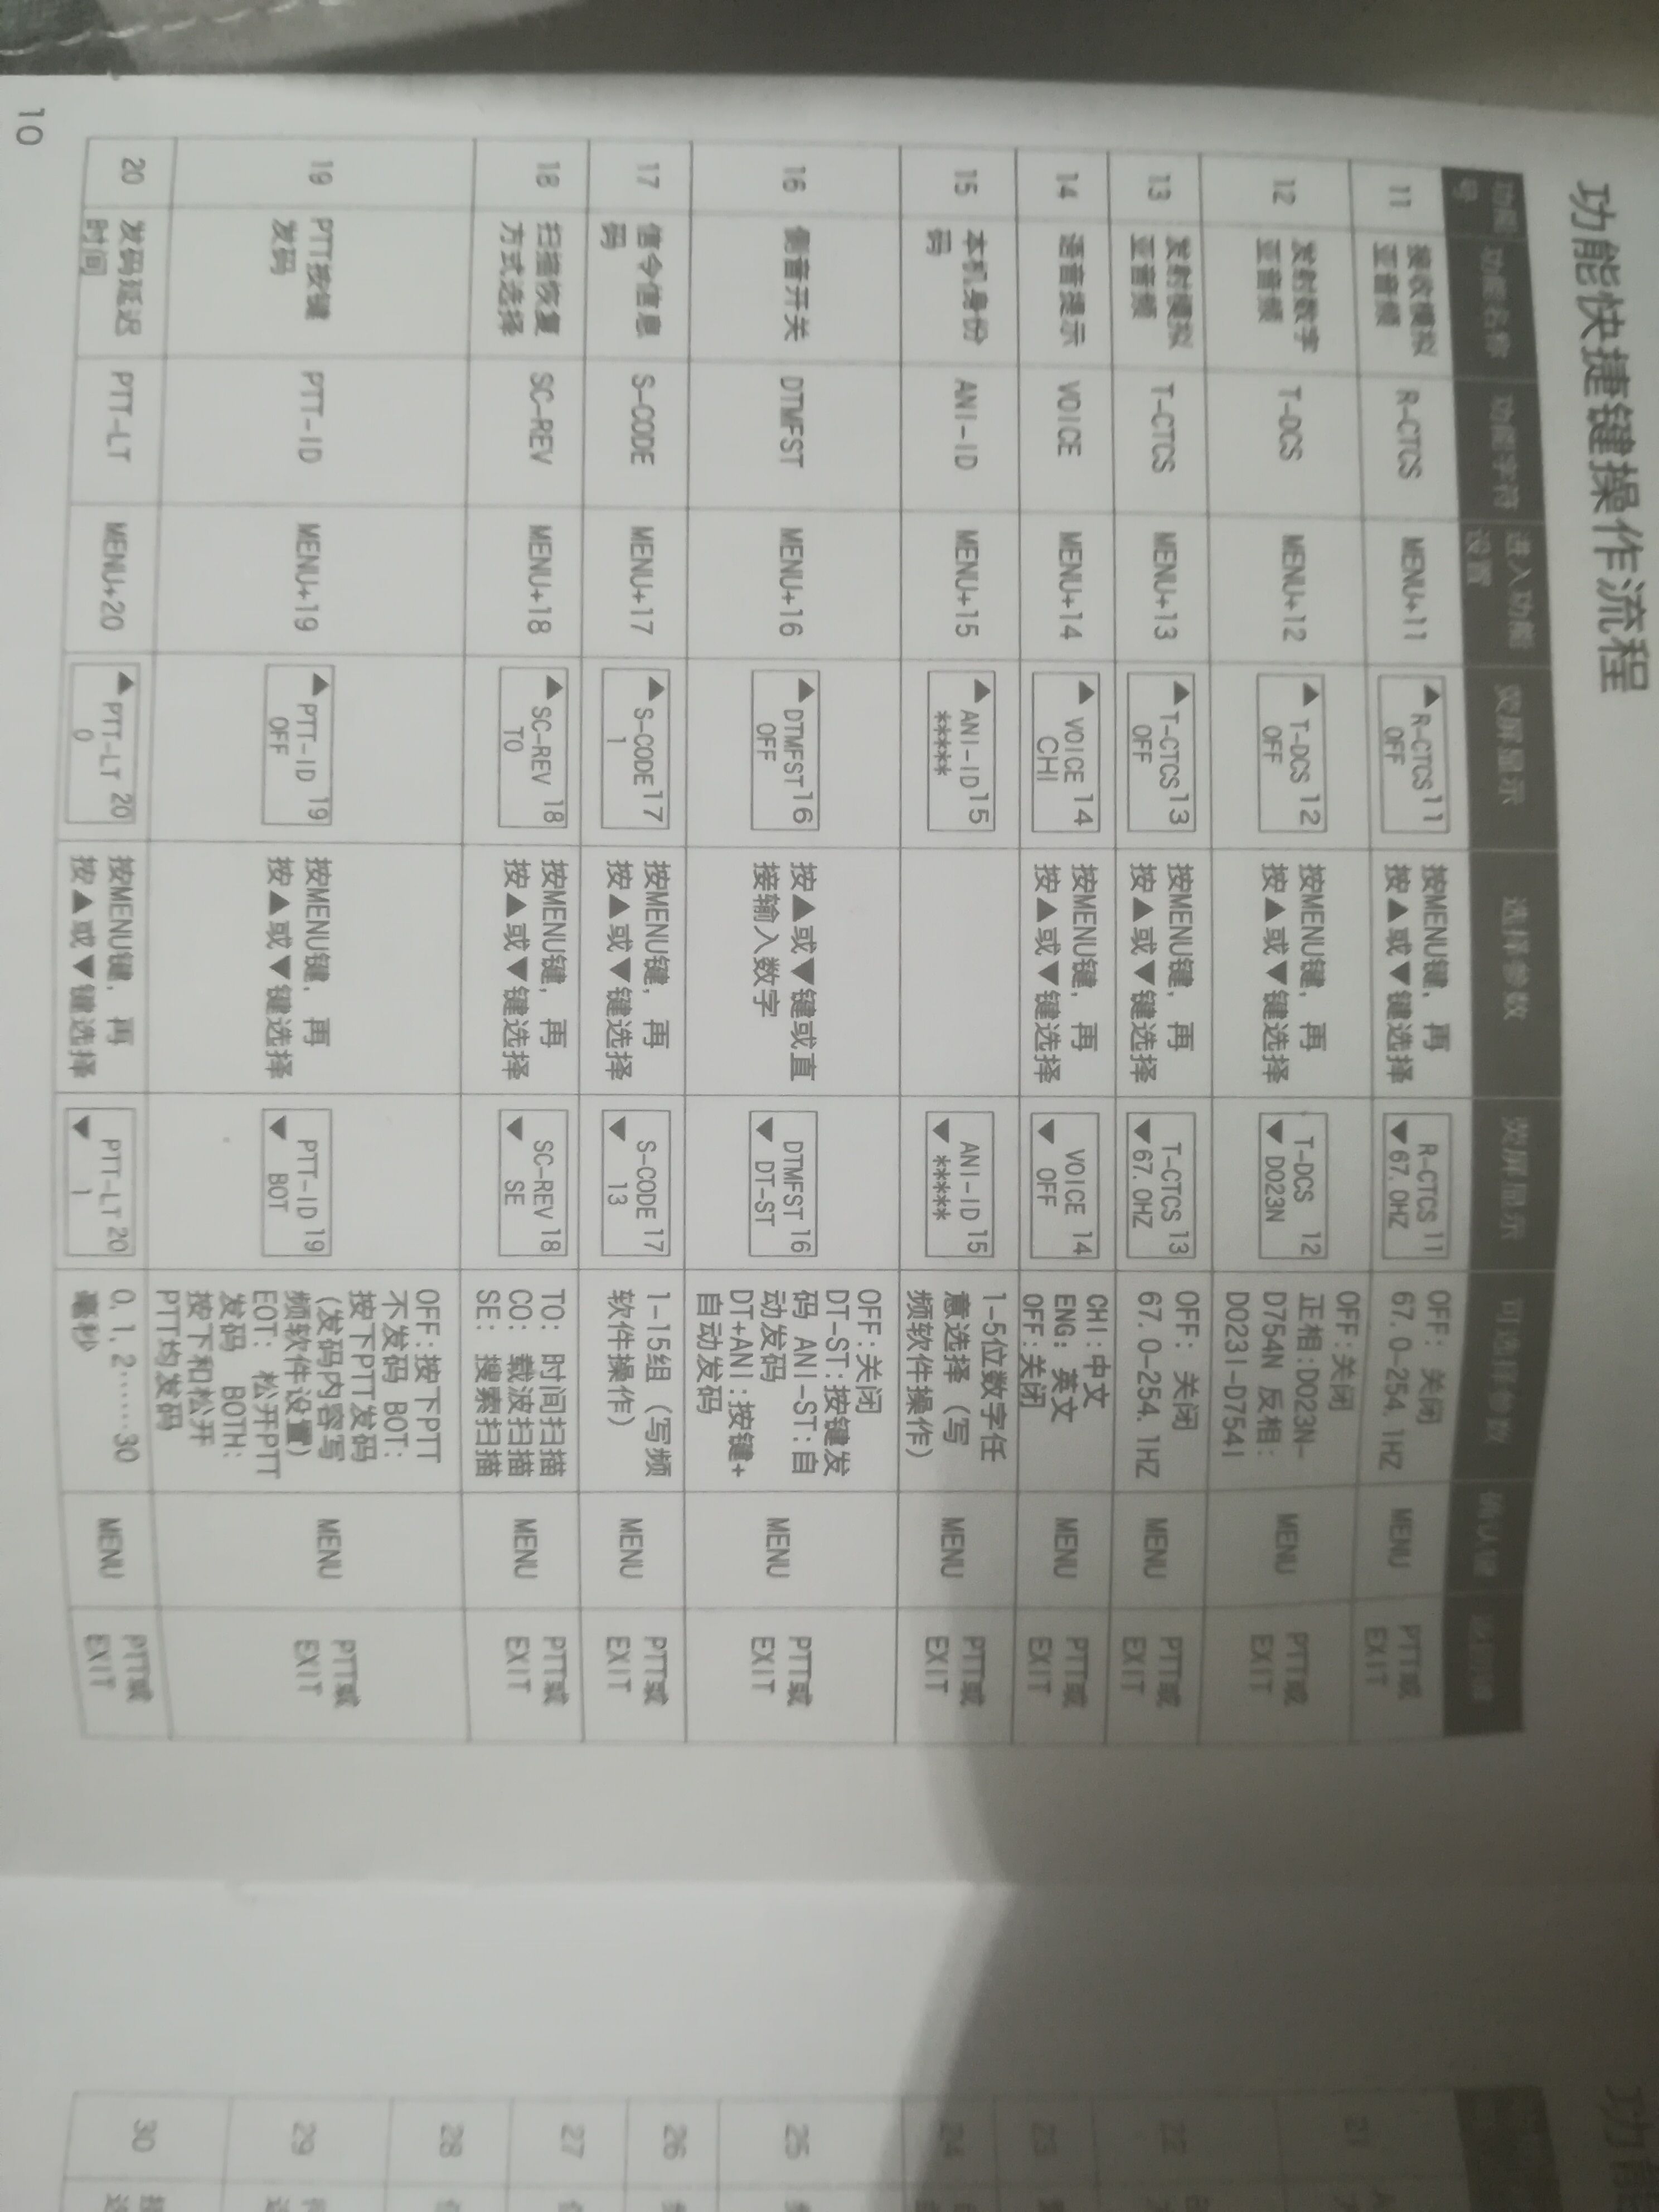 功能快捷键操作流程
功能号 功能名称 功能字符 进入功能设置 荧屏显示 选择参数 荧屏显示 可选择参数 确认键 返回键
11 接收模拟亚音频 R-CTCS MENU+11 ▲ R-CTCS 11 OFF 按MENU键，再按▲或▼键选择 R-CTCS 11 ▼ 67.0HZ OFF: 关闭 67.0-254.1HZ MENU PTT或EXIT
12 发射数字亚音频 T-DCS MENU+12 ▲ T-DCS 12 OFF 按MENU键，再按▲或▼键选择 T-DCS 12 ▼ D023N OFF:关闭 正相:D023N-D754N 反相:D023I-D754I MENU PTT或EXIT
13 发射模拟亚音频 T-CTCS MENU+13 ▲ T-CTCS 13 OFF 按MENU键，再按▲或▼键选择 T-CTCS 13 ▼ 67.0HZ OFF: 关闭 67.0-254.1HZ MENU PTT或EXIT
14 语音提示 VOICE MENU+14 ▲ VOICE 14 CHI 按MENU键，再按▲或▼键选择 VOICE 14 ▼ OFF CHI:中文 ENG: 英文 OFF:关闭 MENU PTT或EXIT
15 本机身份码 ANI-ID MENU+15 ▲ ANI-ID 15 ***** ANI-ID 15 ▼ ***** 1-5位数字任意选择（写频软件操作） MENU PTT或EXIT
16 侧音开关 DTMFST MENU+16 ▲ DTMFST 16 OFF 按▲或▼键或直接输入数字 DTMFST 16 ▼ DT-ST OFF:关闭 DT-ST:按键发码 ANI-ST:自动发码 DT+ANI:按键+自动发码 MENU PTT或EXIT
17 信令信息码 S-CODE MENU+17 ▲ S-CODE 17 1 按MENU键，再按▲或▼键选择 S-CODE 17 ▼ 13 1-15组（写频软件操作） MENU PTT或EXIT
18 扫描恢复方式选择 SC-REV MENU+18 ▲ SC-REV 18 TO 按MENU键，再按▲或▼键选择 SC-REV 18 ▼ SE TO: 时间扫描 CO: 载波扫描 SE: 搜索扫描 MENU PTT或EXIT
19 PTT按键发码 PTT-ID MENU+19 ▲ PTT-ID 19 OFF 按MENU键，再按▲或▼键选择 PTT-ID 19 ▼ BOT OFF:按下PTT不发码 BOT:按下PTT发码(发码内容写频软件设置) EOT: 松开PTT发码 BOTH:按下和松开PTT均发码 MENU PTT或EXIT
20 发码延迟时间 PTT-LT MENU+20 ▲ PTT-LT 20 0 按MENU键，再按▲或▼键选择 PTT-LT 20 ▼ 1 0,1,2……30毫秒 MENU PTT或EXIT
10
功能
21
22
23
24
25
26
27
28
29
30